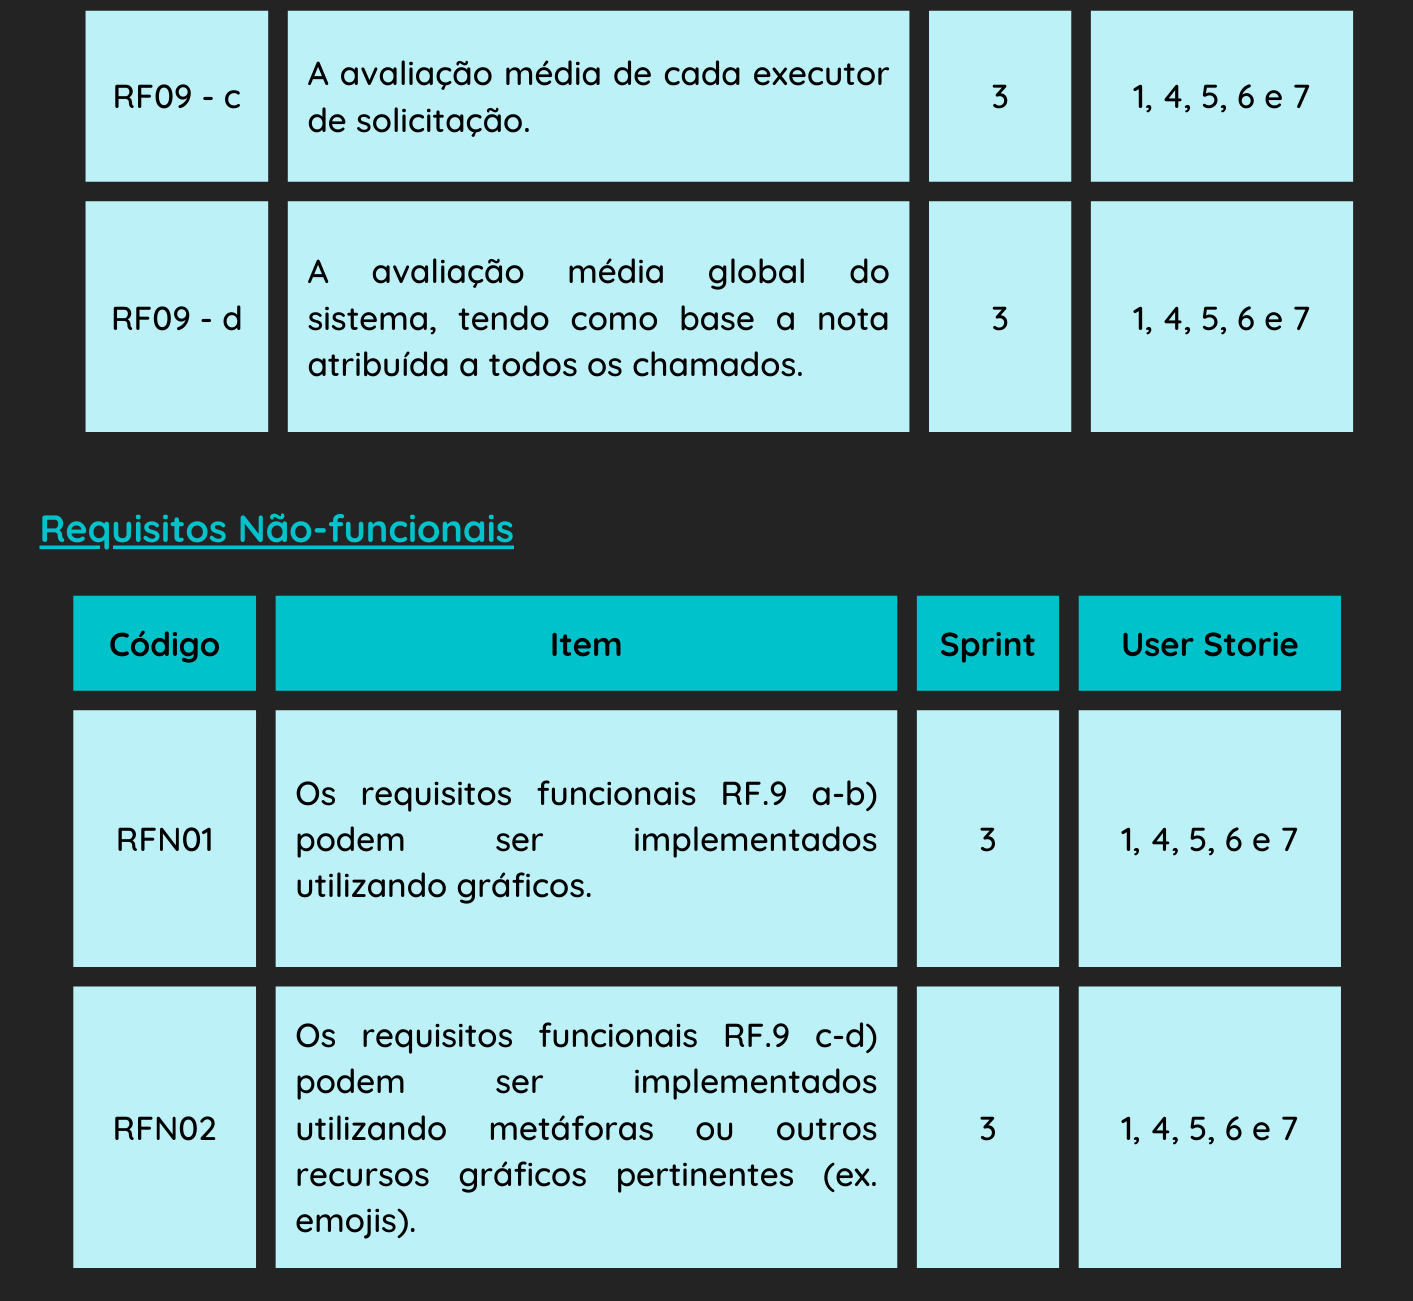 RF09 - c
A avaliação média de cada executor
de solicitação.
3
1, 4, 5, 6 e 7
RF09 - d
A avaliação média global do
sistema, tendo como base a nota
atribuída a todos os chamados.
3
1, 4, 5, 6 e 7
Requisitos Não-funcionais
Código
Item
Sprint
User Storie
RFN01
Os requisitos funcionais RF.9 a-b)
podem ser implementados
utilizando gráficos.
3
1, 4, 5, 6 e 7
RFN02
Os requisitos funcionais RF.9 c-d)
podem ser implementados
utilizando metáforas ou outros
recursos gráficos pertinentes (ex.
emojis).
3
1, 4, 5, 6 e 7